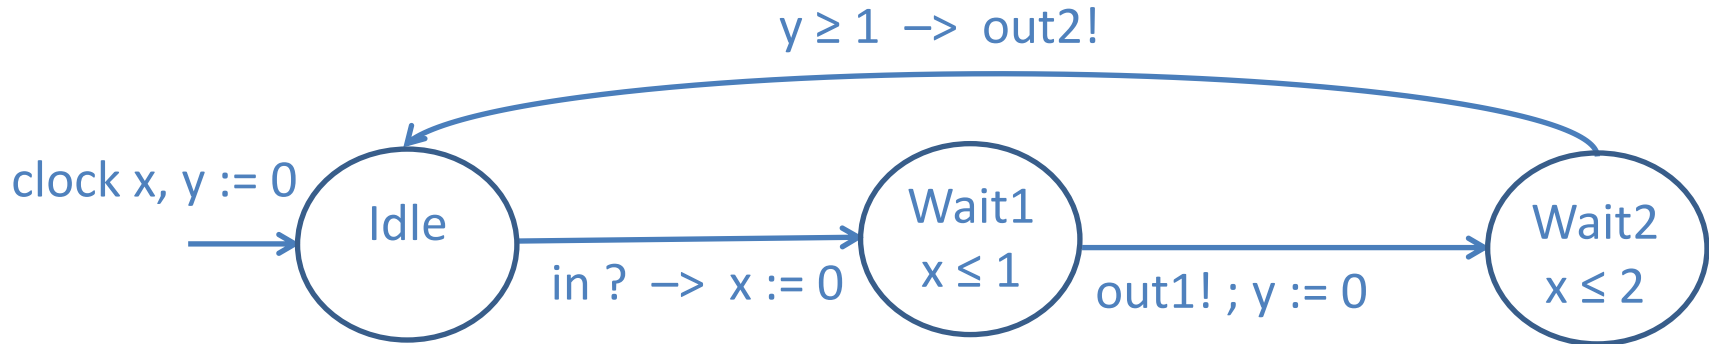 y ≥ 1 –> out2!
clock x, y := 0
Idle
in ? –> x := 0
Wait1
x ≤ 1
out1! ; y := 0
Wait2
x ≤ 2